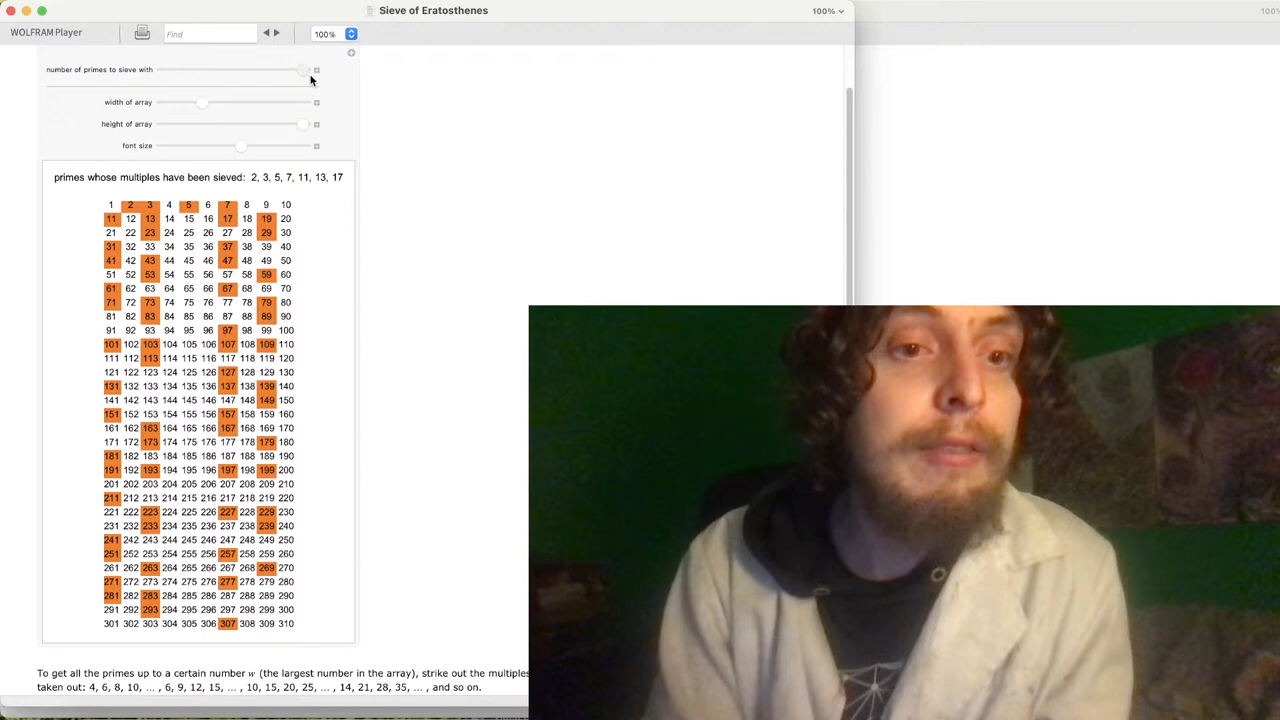 Sieve of Eratosthenes
100%
WOLFRAM Player
Find
100%
number of primes to sieve with
width of array
height of array
font size
primes whose multiples have been sieved: 2, 3, 5, 7, 11, 13, 17
1 2 3 4 5 6 7 8 9 10
11 12 13 14 15 16 17 18 19 20
21 22 23 24 25 26 27 28 29 30
31 32 33 34 35 36 37 38 39 40
41 42 43 44 45 46 47 48 49 50
51 52 53 54 55 56 57 58 59 60
61 62 63 64 65 66 67 68 69 70
71 72 73 74 75 76 77 78 79 80
81 82 83 84 85 86 87 88 89 90
91 92 93 94 95 96 97 98 99 100
101 102 103 104 105 106 107 108 109 110
111 112 113 114 115 116 117 118 119 120
121 122 123 124 125 126 127 128 129 130
131 132 133 134 135 136 137 138 139 140
141 142 143 144 145 146 147 148 149 150
151 152 153 154 155 156 157 158 159 160
161 162 163 164 165 166 167 168 169 170
171 172 173 174 175 176 177 178 179 180
181 182 183 184 185 186 187 188 189 190
191 192 193 194 195 196 197 198 199 200
201 202 203 204 205 206 207 208 209 210
211 212 213 214 215 216 217 218 219 220
221 222 223 224 225 226 227 228 229 230
231 232 233 234 235 236 237 238 239 240
241 242 243 244 245 246 247 248 249 250
251 252 253 254 255 256 257 258 259 260
261 262 263 264 265 266 267 268 269 270
271 272 273 274 275 276 277 278 279 280
281 282 283 284 285 286 287 288 289 290
291 292 293 294 295 296 297 298 299 300
301 302 303 304 305 306 307 308 309 310
To get all the primes up to a certain number w (the largest number in the array), strike out the multiples
taken out: 4, 6, 8, 10, ... , 6, 9, 12, 15, ... , 10, 15, 20, 25, ... , 14, 21, 28, 35, ... , and so on.